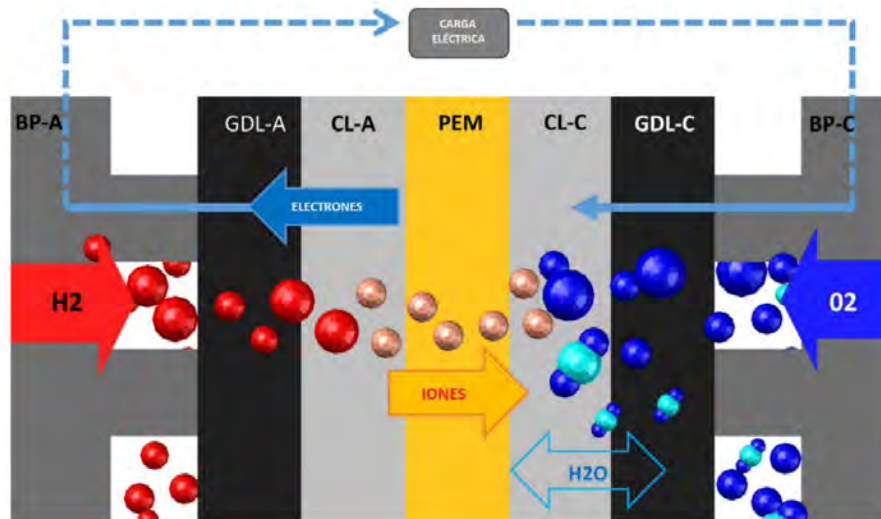 CARGA
ELÉCTRICA
BP-A
GDL-A
CL-A
PEM
CL-C
GDL-C
BP-C
ELECTRONES
H2
02
IONES
H2O